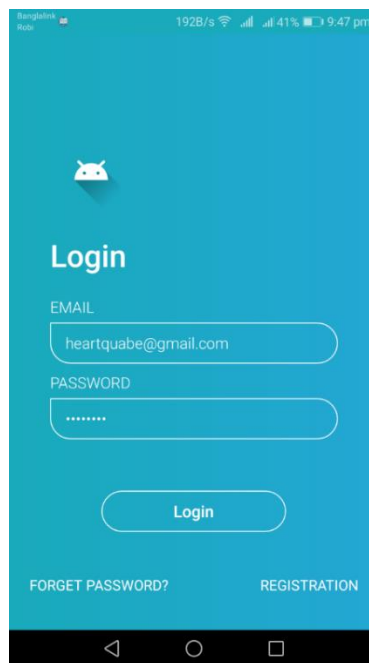 Banglalink
192B/s 41% 9:47 pm
Robi
Login
EMAIL
heartquabe@gmail.com
PASSWORD
••••••••
Login
FORGET PASSWORD? REGISTRATION